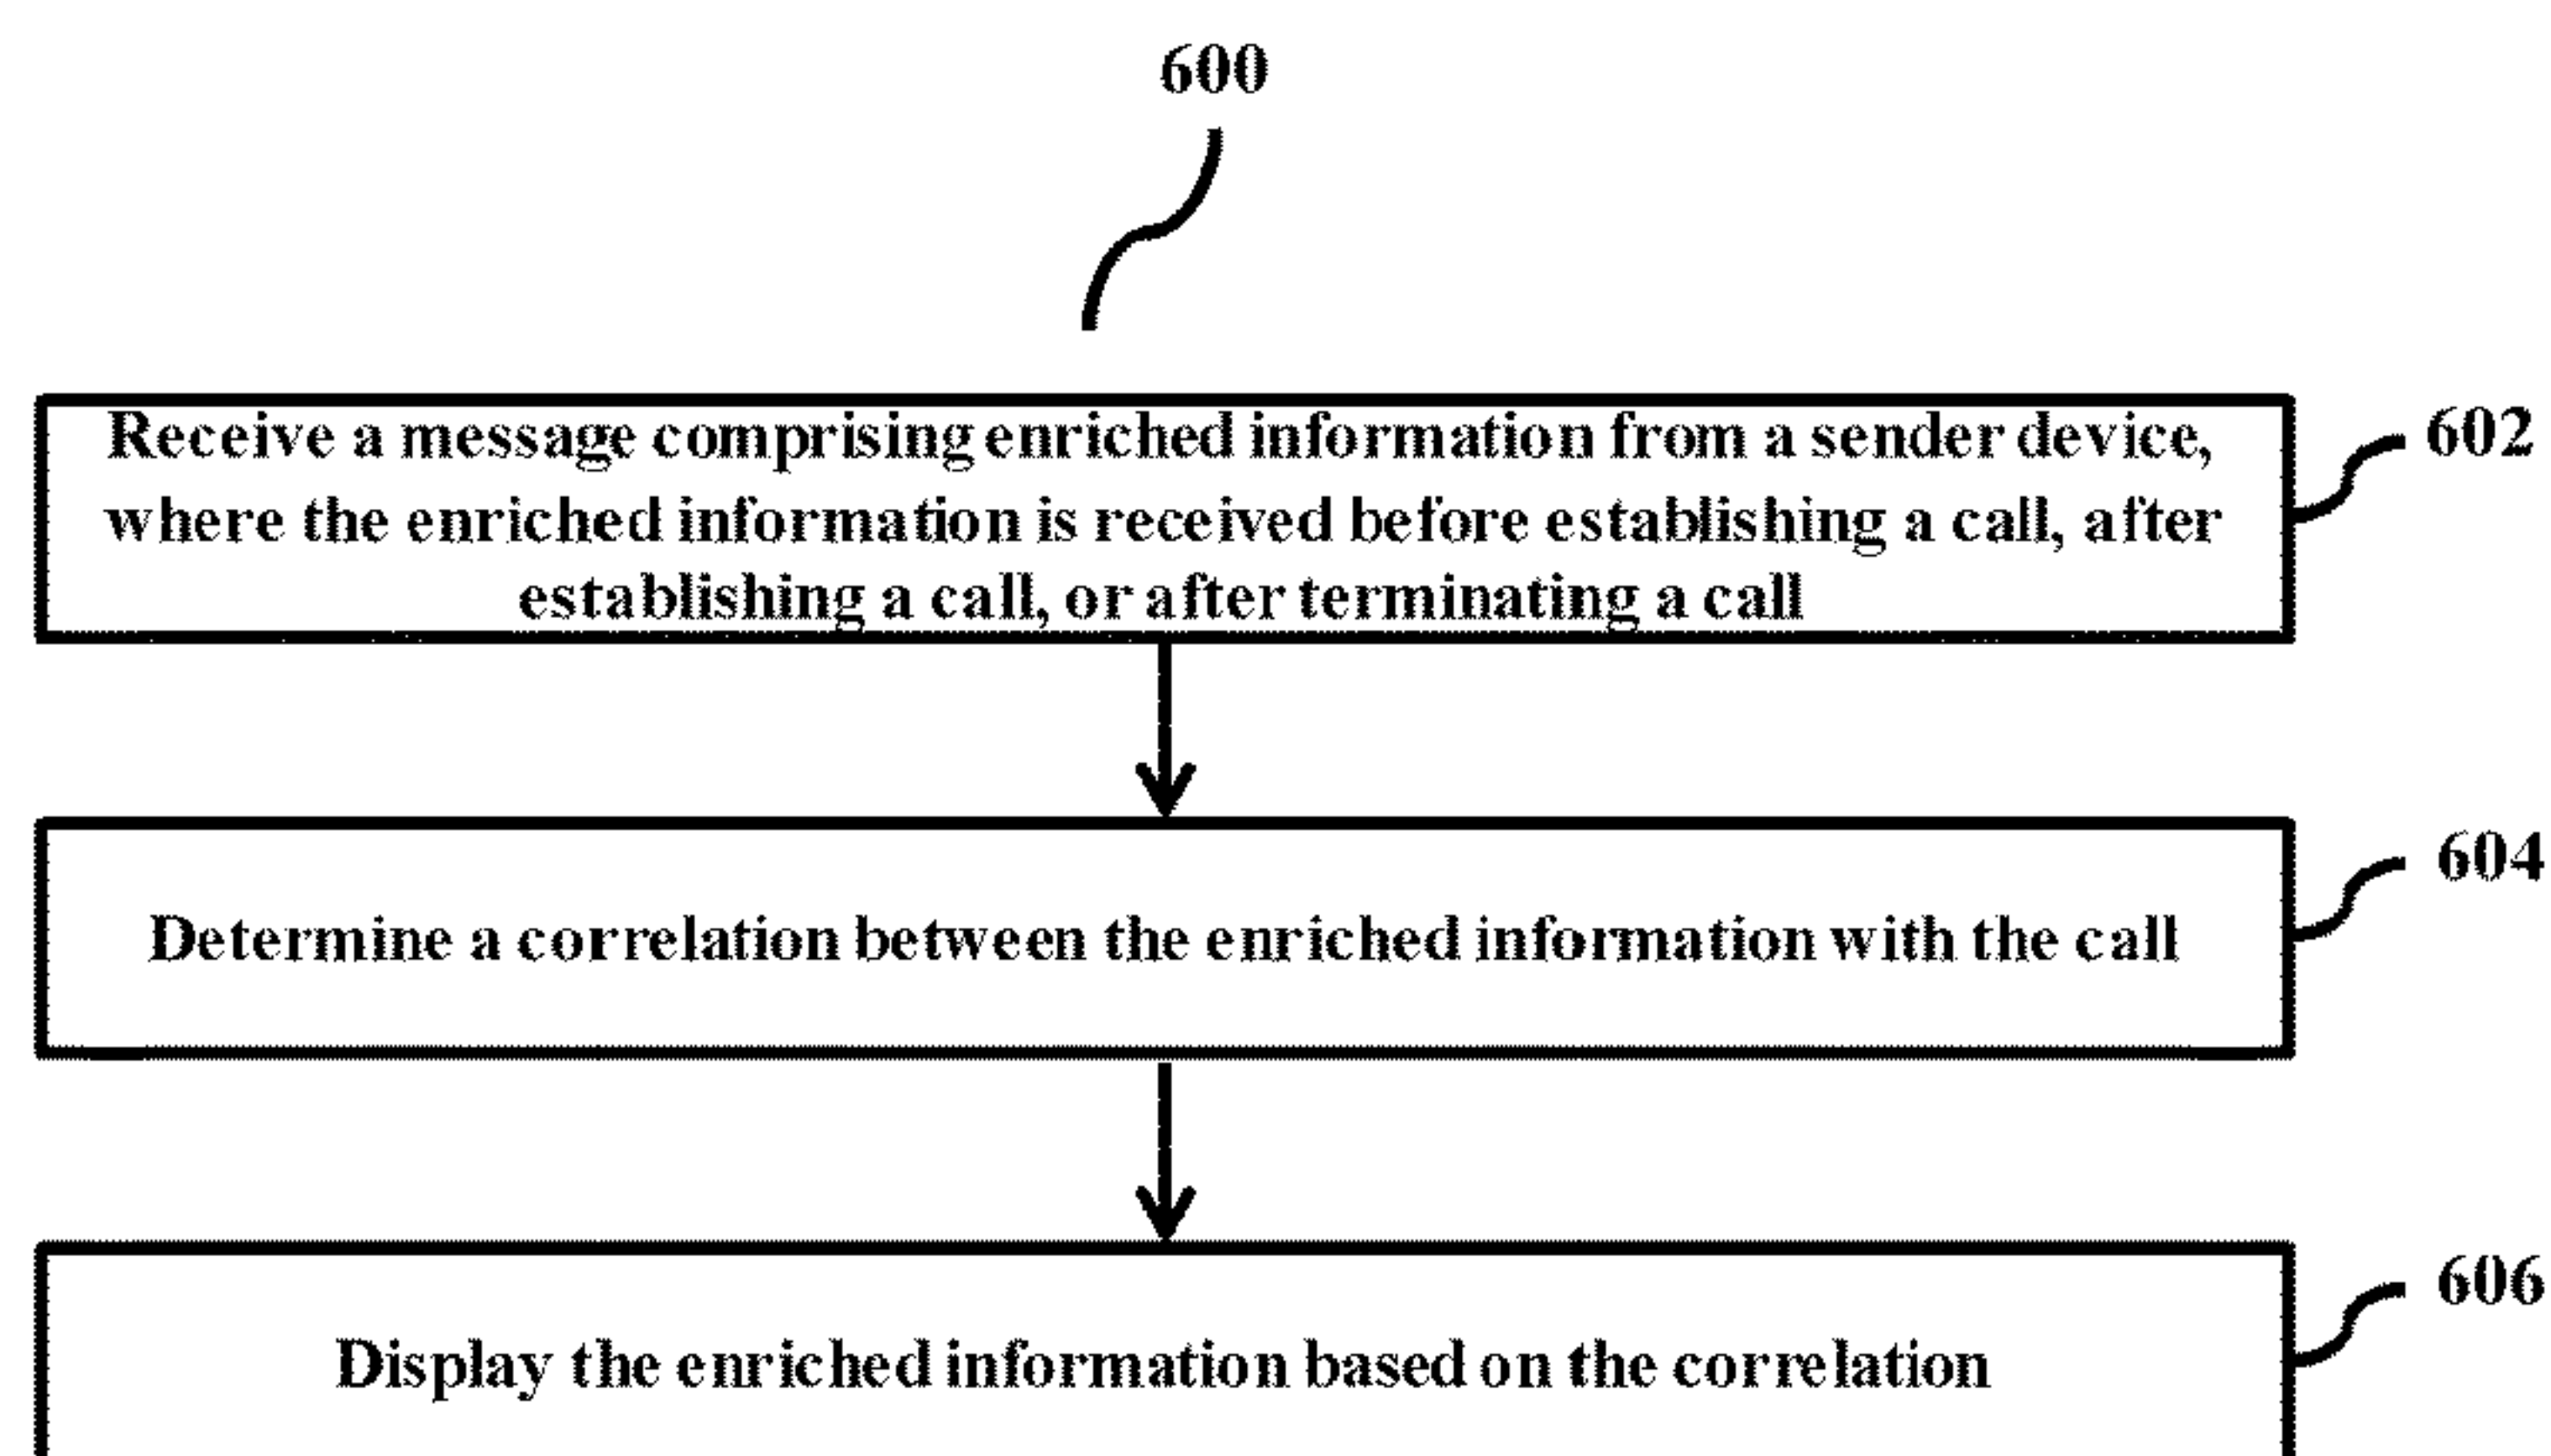 600
Receive a message comprising enriched information from a sender device,
602
where the enriched information is received before establishing a call, after
establishing a call, or after terminating a call
604
Determine a correlation between the enriched information with the call
606
Display the enriched information based on the correlation